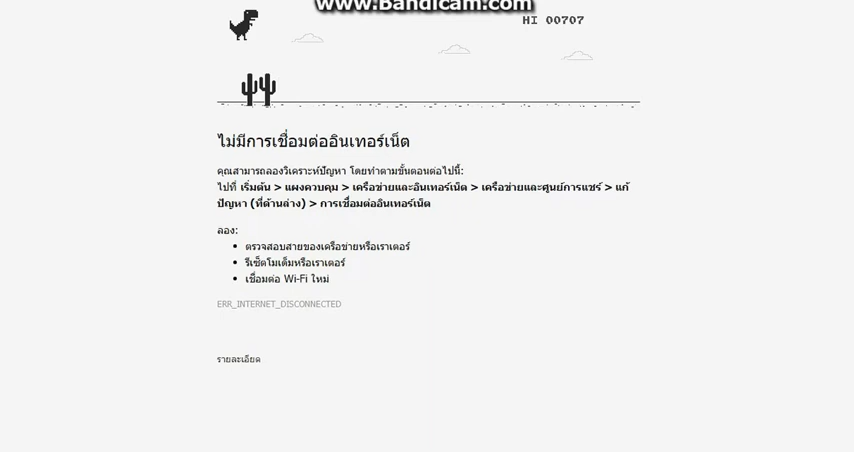 www.Bandicam.com
HI 00707
ไม่มีการเชื่อมต่ออินเทอร์เน็ต
คุณสามารถลองวิเคราะห์ปัญหา โดยทำตามขั้นตอนต่อไปนี้:
ไปที่ เริ่มต้น > แผงควบคุม > เครือข่ายและอินเทอร์เน็ต > เครือข่ายและศูนย์การแชร์ > แก้
ปัญหา (ที่ด้านล่าง) > การเชื่อมต่ออินเทอร์เน็ต
ลอง:
ตรวจสอบสายของเครือข่ายหรือเราเตอร์
รีเซ็ตโมเด็มหรือเราเตอร์
เชื่อมต่อ Wi-Fi ใหม่
ERR_INTERNET_DISCONNECTED
รายละเอียด